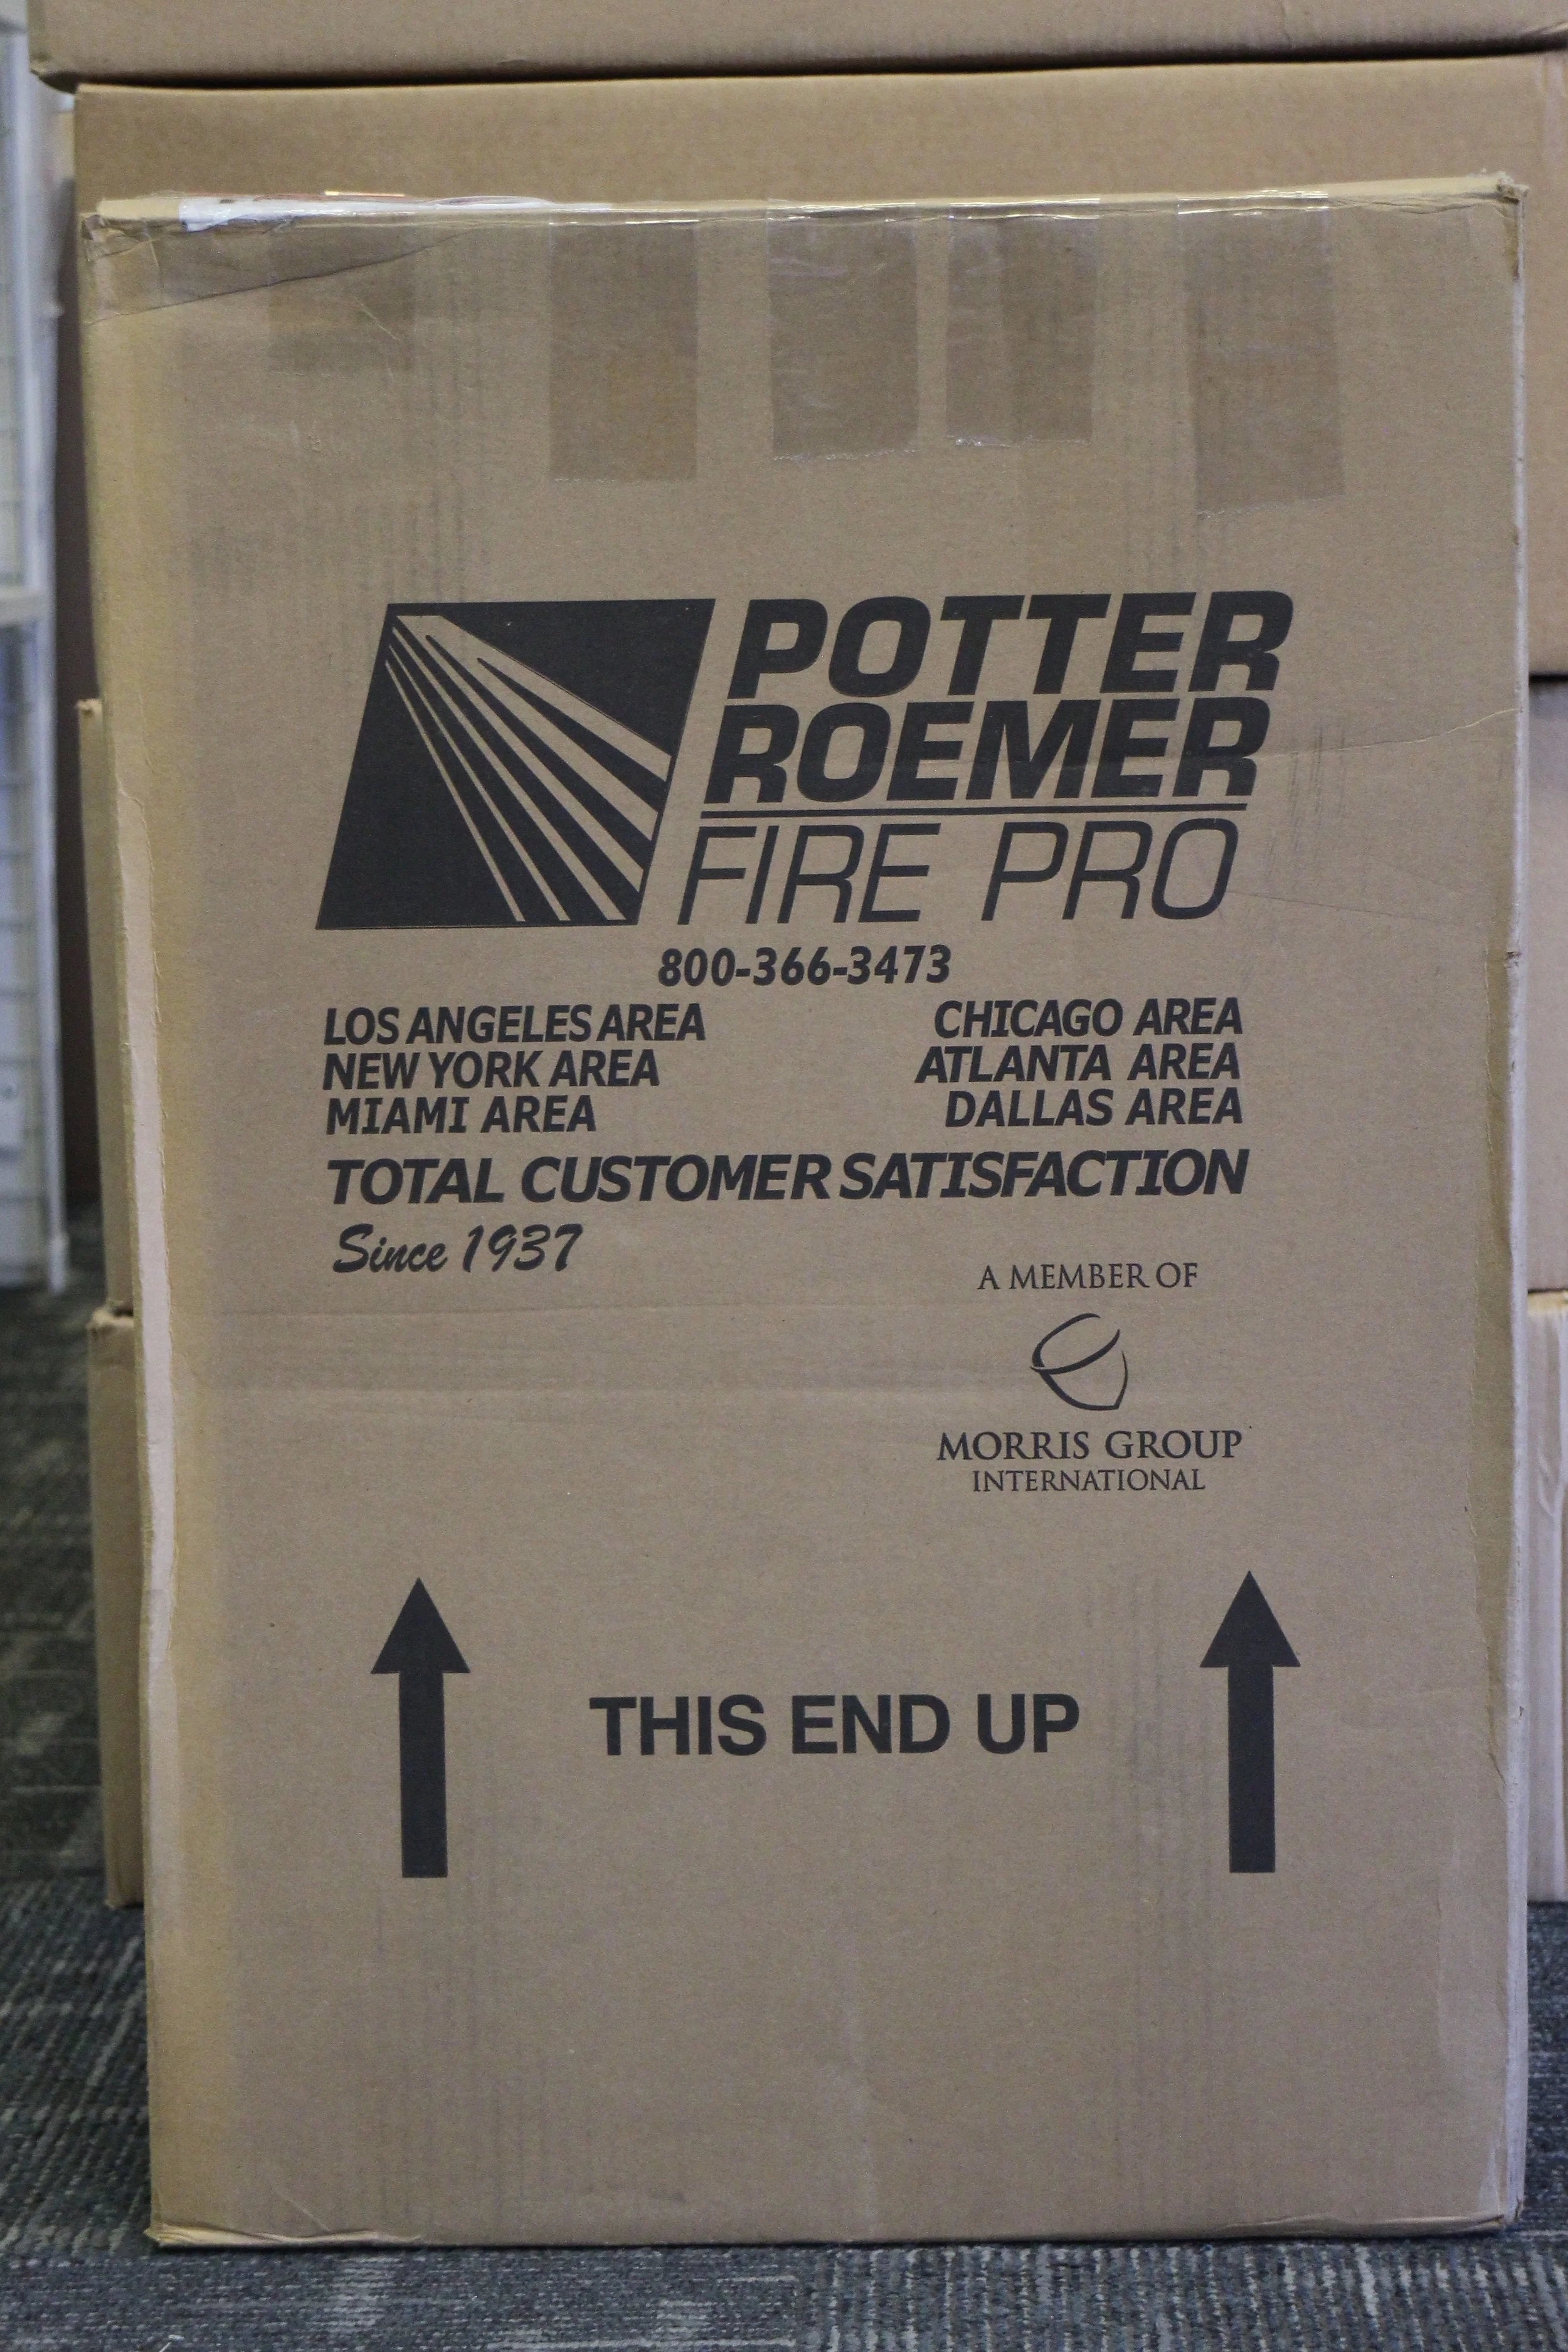 POTTER
ROEMER
FIRE PRO
800-366-3473
LOS ANGELES AREA
NEW YORK AREA
MIAMI AREA
CHICAGO AREA
ATLANTA AREA
DALLAS AREA
TOTAL CUSTOMER SATISFACTION
Since 1937
A MEMBER OF
MORRIS GROUP
INTERNATIONAL
THIS END UP